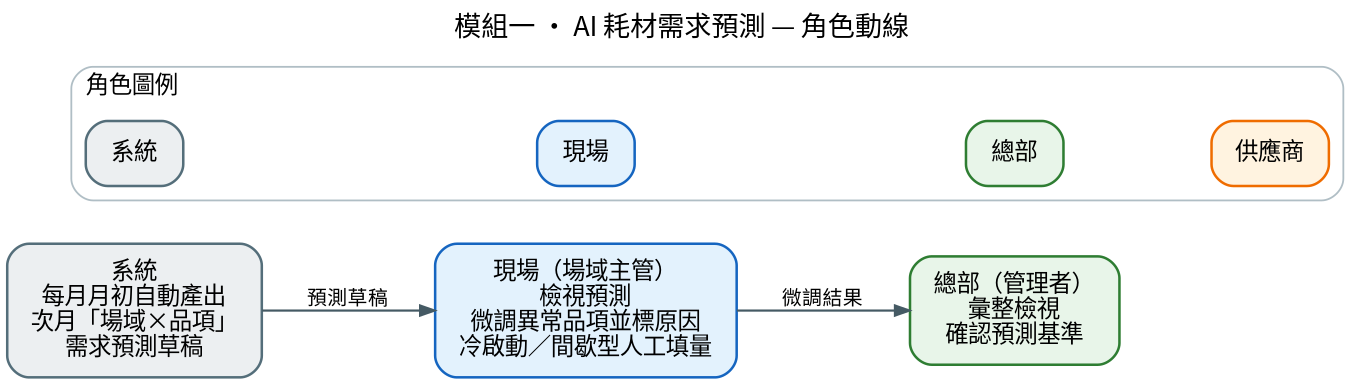 模組一 · AI 耗材需求預測 — 角色動線
角色圖例
系統
現場
總部
供應商
系統
每月月初自動產出
次月「場域×品項」
需求預測草稿
預測草稿
現場（場域主管）
檢視預測
微調異常品項並標原因
冷啟動／間歇型人工填量
微調結果
總部（管理者）
彙整檢視
確認預測基準